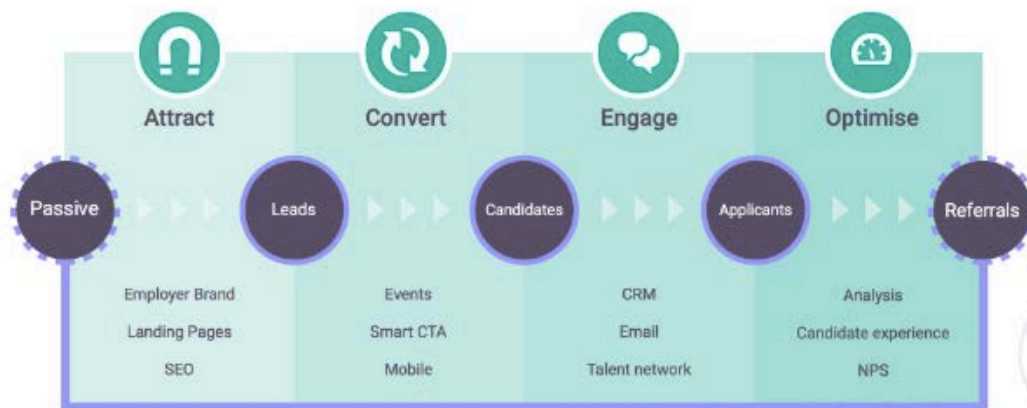 Attract
Convert
Engage
Optimise
Passive
Leads
Candidates
Applicants
Referrals
Employer Brand
Landing Pages
SEO
Events
Smart CTA
Mobile
CRM
Email
Talent network
Analysis
Candidate experience
NPS